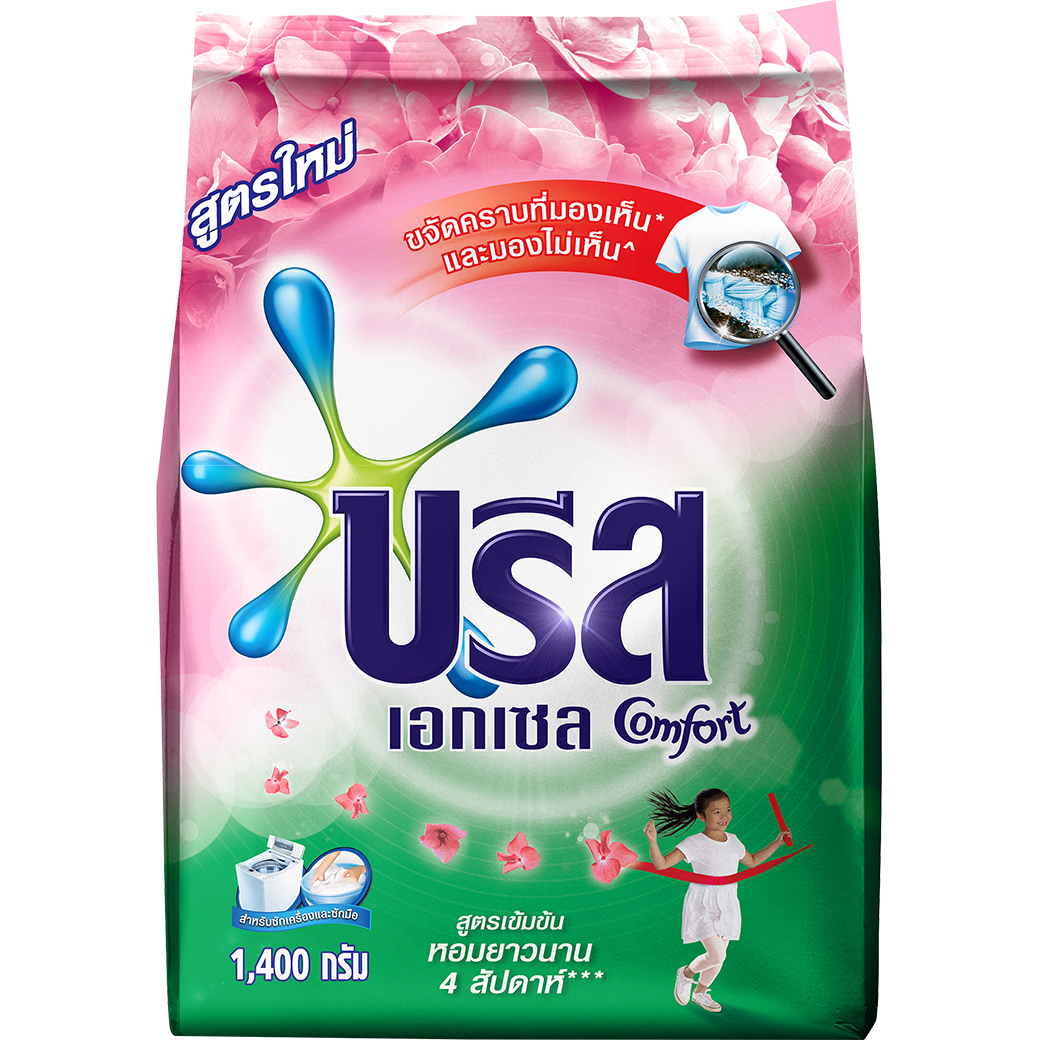 สูตรใหม่
ขจัดคราบที่มองเห็น*
และมองไม่เห็น^
บรีส
เอกเซล Comfort
สำหรับซักเครื่องและซักมือ
1,400 กรัม
สูตรเข้มข้น
หอมยาวนาน
4 สัปดาห์***